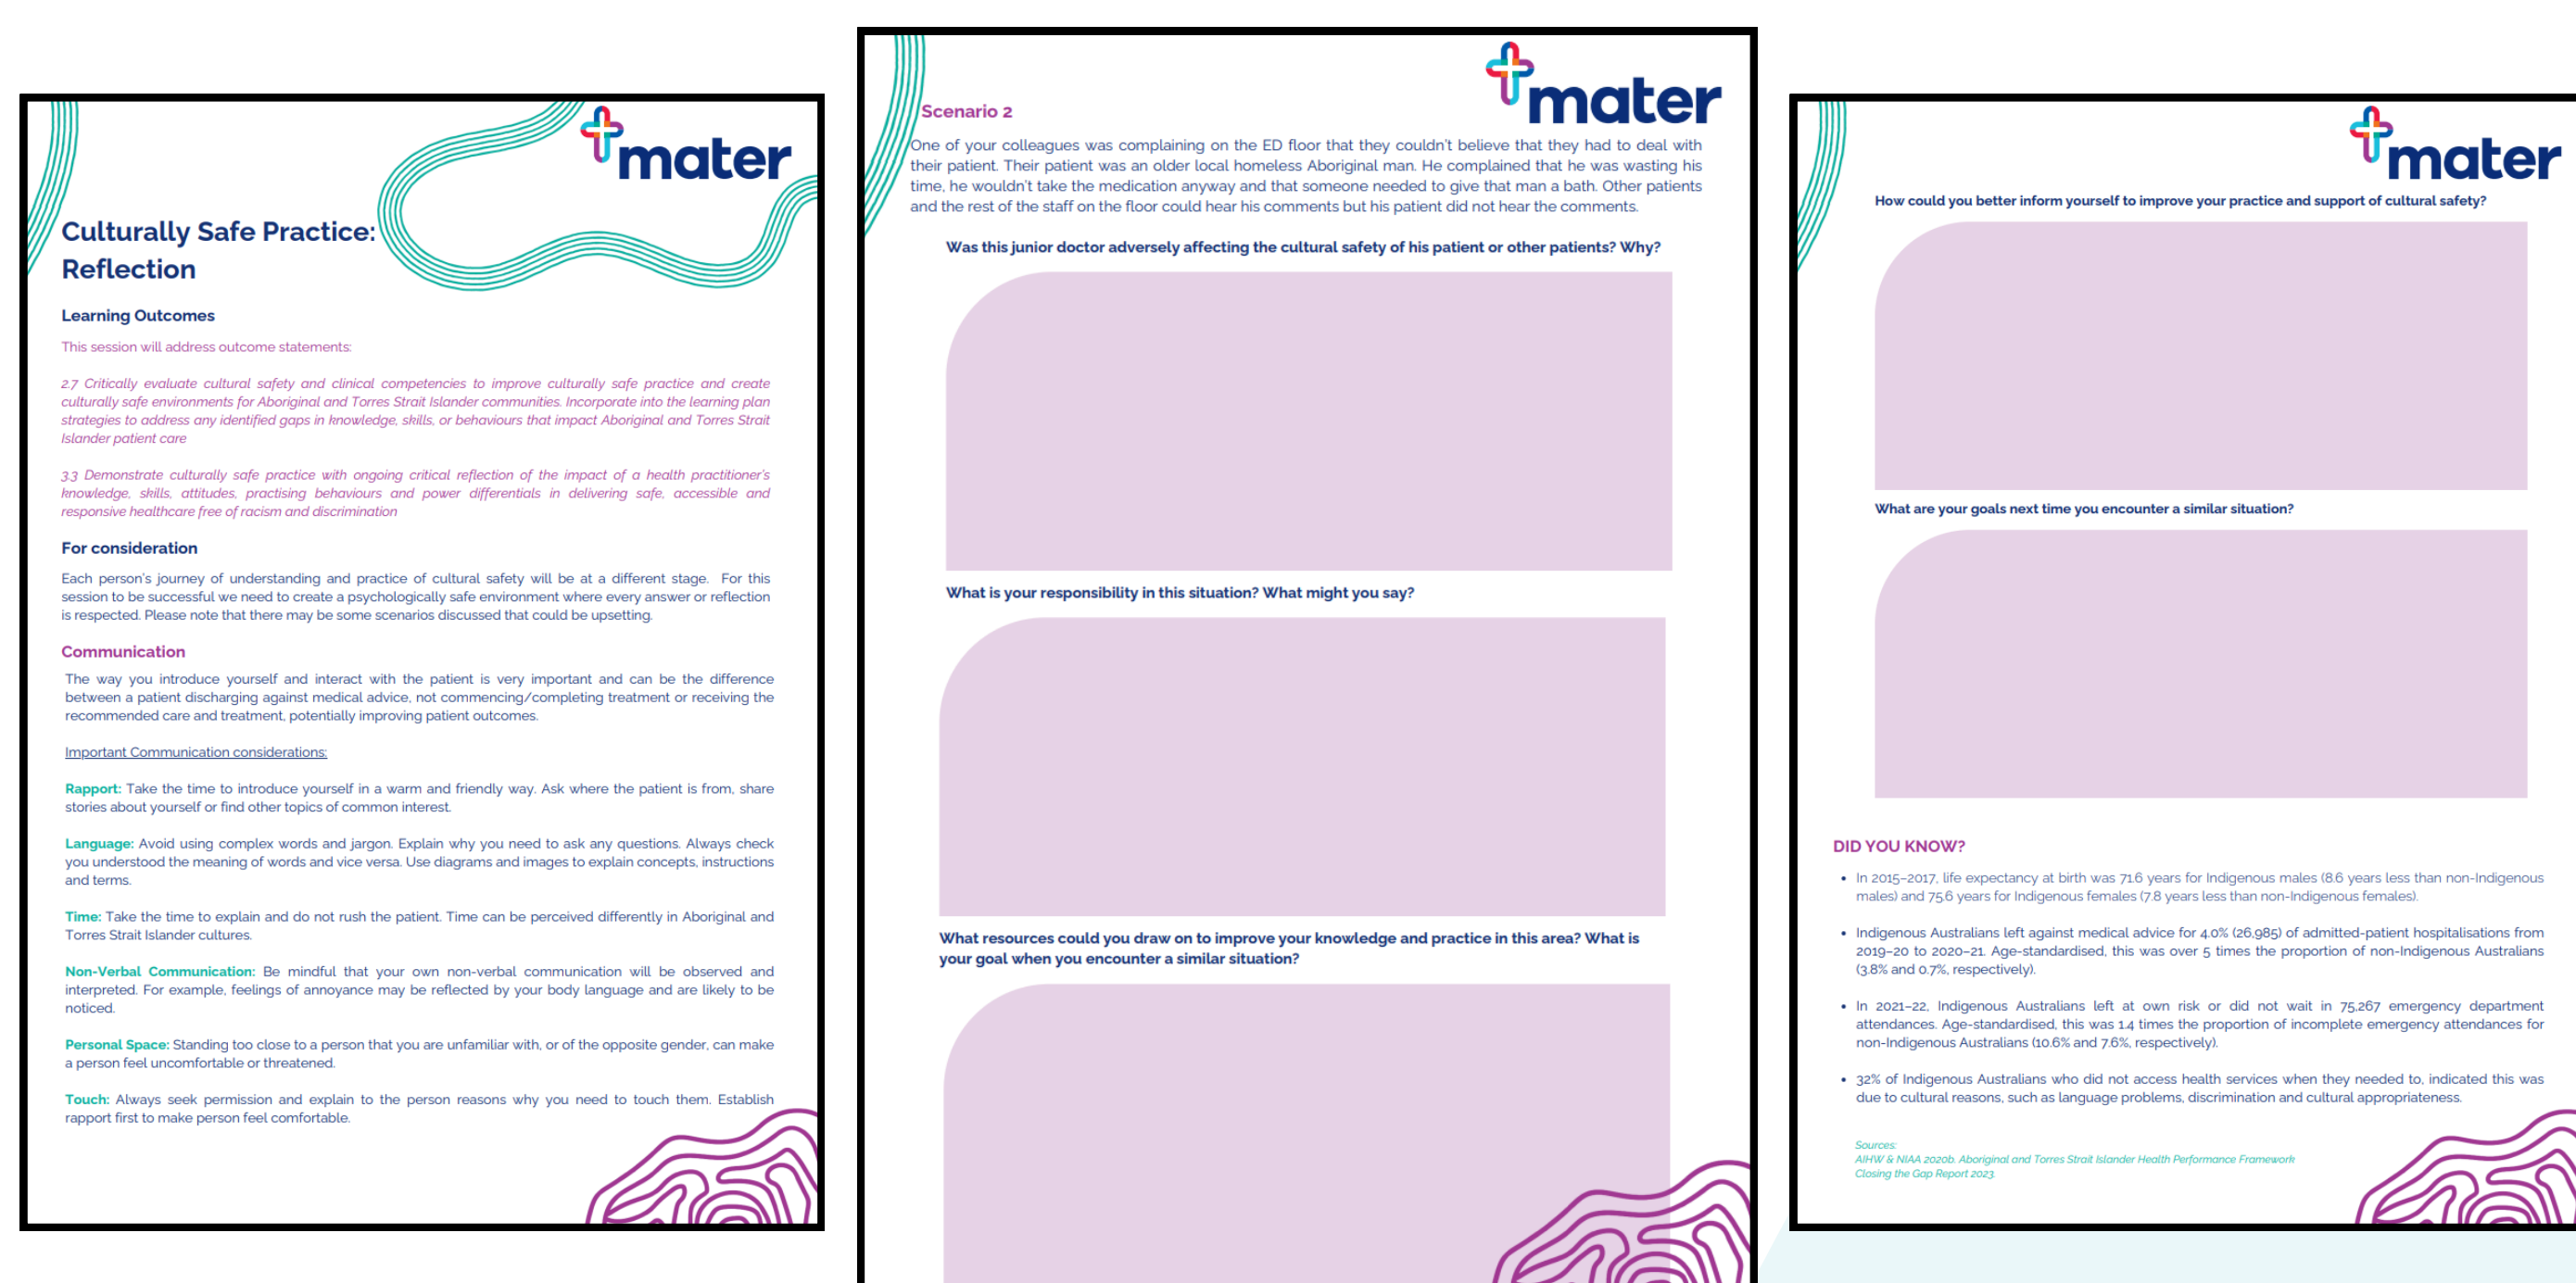 mater
Culturally Safe Practice:
Reflection
Learning Outcomes
This session will address outcome statements:
2.7 Critically evaluate cultural safety and clinical competencies to improve culturally safe practice and create
culturally safe environments for Aboriginal and Torres Strait Islander communities. Incorporate into the learning plan
strategies to address any identified gaps in knowledge, skills, or behaviours that impact Aboriginal and Torres Strait
Islander patient care
3.3 Demonstrate culturally safe practice with ongoing critical reflection of the impact of a health practitioner's
knowledge, skills, attitudes, practising behaviours and power differentials in delivering safe, accessible and
responsive healthcare free of racism and discrimination
For consideration
Each person's journey of understanding and practice of cultural safety will be at a different stage. For this
session to be successful we need to create a psychologically safe environment where every answer or reflection
is respected. Please note that there may be some scenarios discussed that could be upsetting.
Communication
The way you introduce yourself and interact with the patient is very important and can be the difference
between a patient discharging against medical advice, not commencing/completing treatment or receiving the
recommended care and treatment, potentially improving patient outcomes.
Important Communication considerations:
Rapport: Take the time to introduce yourself in a warm and friendly way. Ask where the patient is from, share
stories about yourself or find other topics of common interest.
Language: Avoid using complex words and jargon. Explain why you need to ask any questions. Always check
you understood the meaning of words and vice versa. Use diagrams and images to explain concepts, instructions
and terms.
Time: Take the time to explain and do not rush the patient. Time can be perceived differently in Aboriginal and
Torres Strait Islander cultures.
Non-Verbal Communication: Be mindful that your own non-verbal communication will be observed and
interpreted. For example, feelings of annoyance may be reflected by your body language and are likely to be
noticed.
Personal Space: Standing too close to a person that you are unfamiliar with, or of the opposite gender, can make
a person feel uncomfortable or threatened.
Touch: Always seek permission and explain to the person reasons why you need to touch them. Establish
rapport first to make person feel comfortable.
mater
Scenario 2
One of your colleagues was complaining on the ED floor that they couldn't believe that they had to deal with
their patient. Their patient was an older local homeless Aboriginal man. He complained that he was wasting his
time, he wouldn't take the medication anyway and that someone needed to give that man a bath. Other patients
and the rest of the staff on the floor could hear his comments but his patient did not hear the comments.
Was this junior doctor adversely affecting the cultural safety of his patient or other patients? Why?
What is your responsibility in this situation? What might you say?
What resources could you draw on to improve your knowledge and practice in this area? What is
your goal when you encounter a similar situation?
mater
How could you better inform yourself to improve your practice and support of cultural safety?
What are your goals next time you encounter a similar situation?
DID YOU KNOW?
• In 2015–2017, life expectancy at birth was 71.6 years for Indigenous males (8.6 years less than non-Indigenous
males) and 75.6 years for Indigenous females (7.8 years less than non-Indigenous females).
• Indigenous Australians left against medical advice for 4.0% (26,985) of admitted-patient hospitalisations from
2019–20 to 2020–21. Age-standardised, this was over 5 times the proportion of non-Indigenous Australians
(3.8% and 0.7%, respectively).
• In 2021–22, Indigenous Australians left at own risk or did not wait in 75,267 emergency department
attendances. Age-standardised, this was 1.4 times the proportion of incomplete emergency attendances for
non-Indigenous Australians (10.6% and 7.6%, respectively).
• 32% of Indigenous Australians who did not access health services when they needed to, indicated this was
due to cultural reasons, such as language problems, discrimination and cultural appropriateness.
Sources:
AIHW & NIAA 2020b. Aboriginal and Torres Strait Islander Health Performance Framework
Closing the Gap Report 2023.